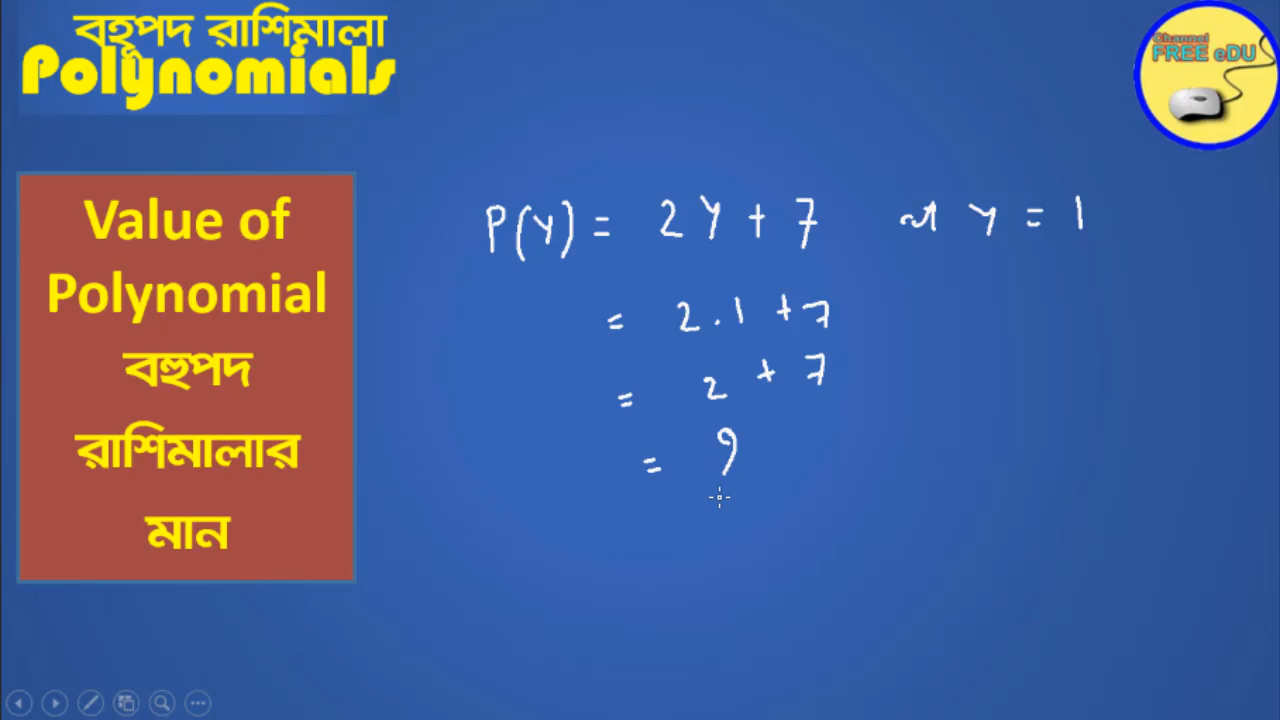 বহূপদ রাশিমালা
Polynomials
Channel
FREE eDU
Value of
Polynomial
বহুপদ
রাশিমালার
মান
P(Y) = 2Y + 7 at Y = 1
= 2.1 + 7
= 2 + 7
= 9